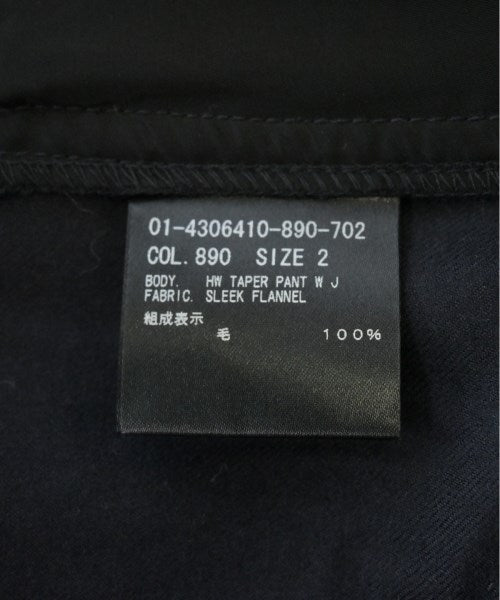 01-4306410-890-702
COL. 890 SIZE 2
BODY. HW TAPER PANT W J
FABRIC. SLEEK FLANNEL
組成表示
毛 100%